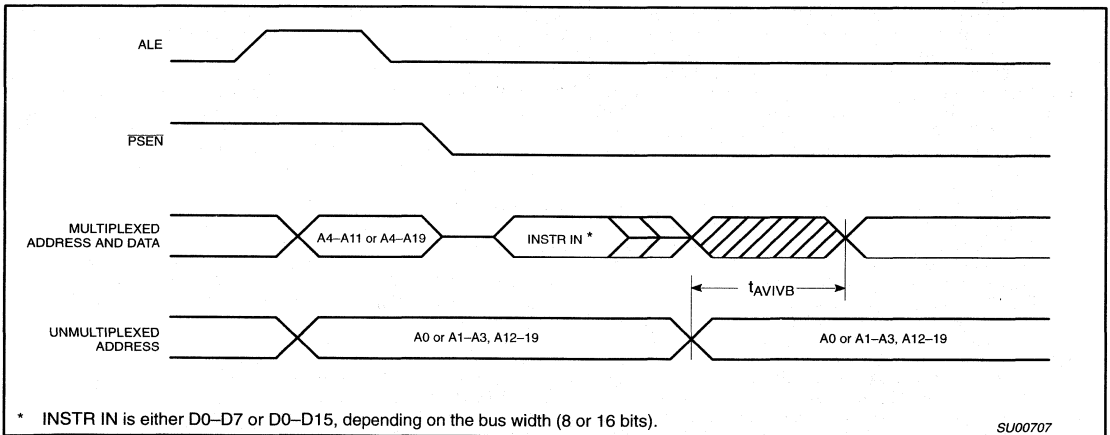 ALE
PSEN
MULTIPLEXED
ADDRESS AND DATA
A4–A11 or A4–A19
INSTR IN *
tAVIVB
UNMULTIPLEXED
ADDRESS
A0 or A1–A3, A12–19
A0 or A1–A3, A12–19
* INSTR IN is either D0–D7 or D0–D15, depending on the bus width (8 or 16 bits).
SU00707